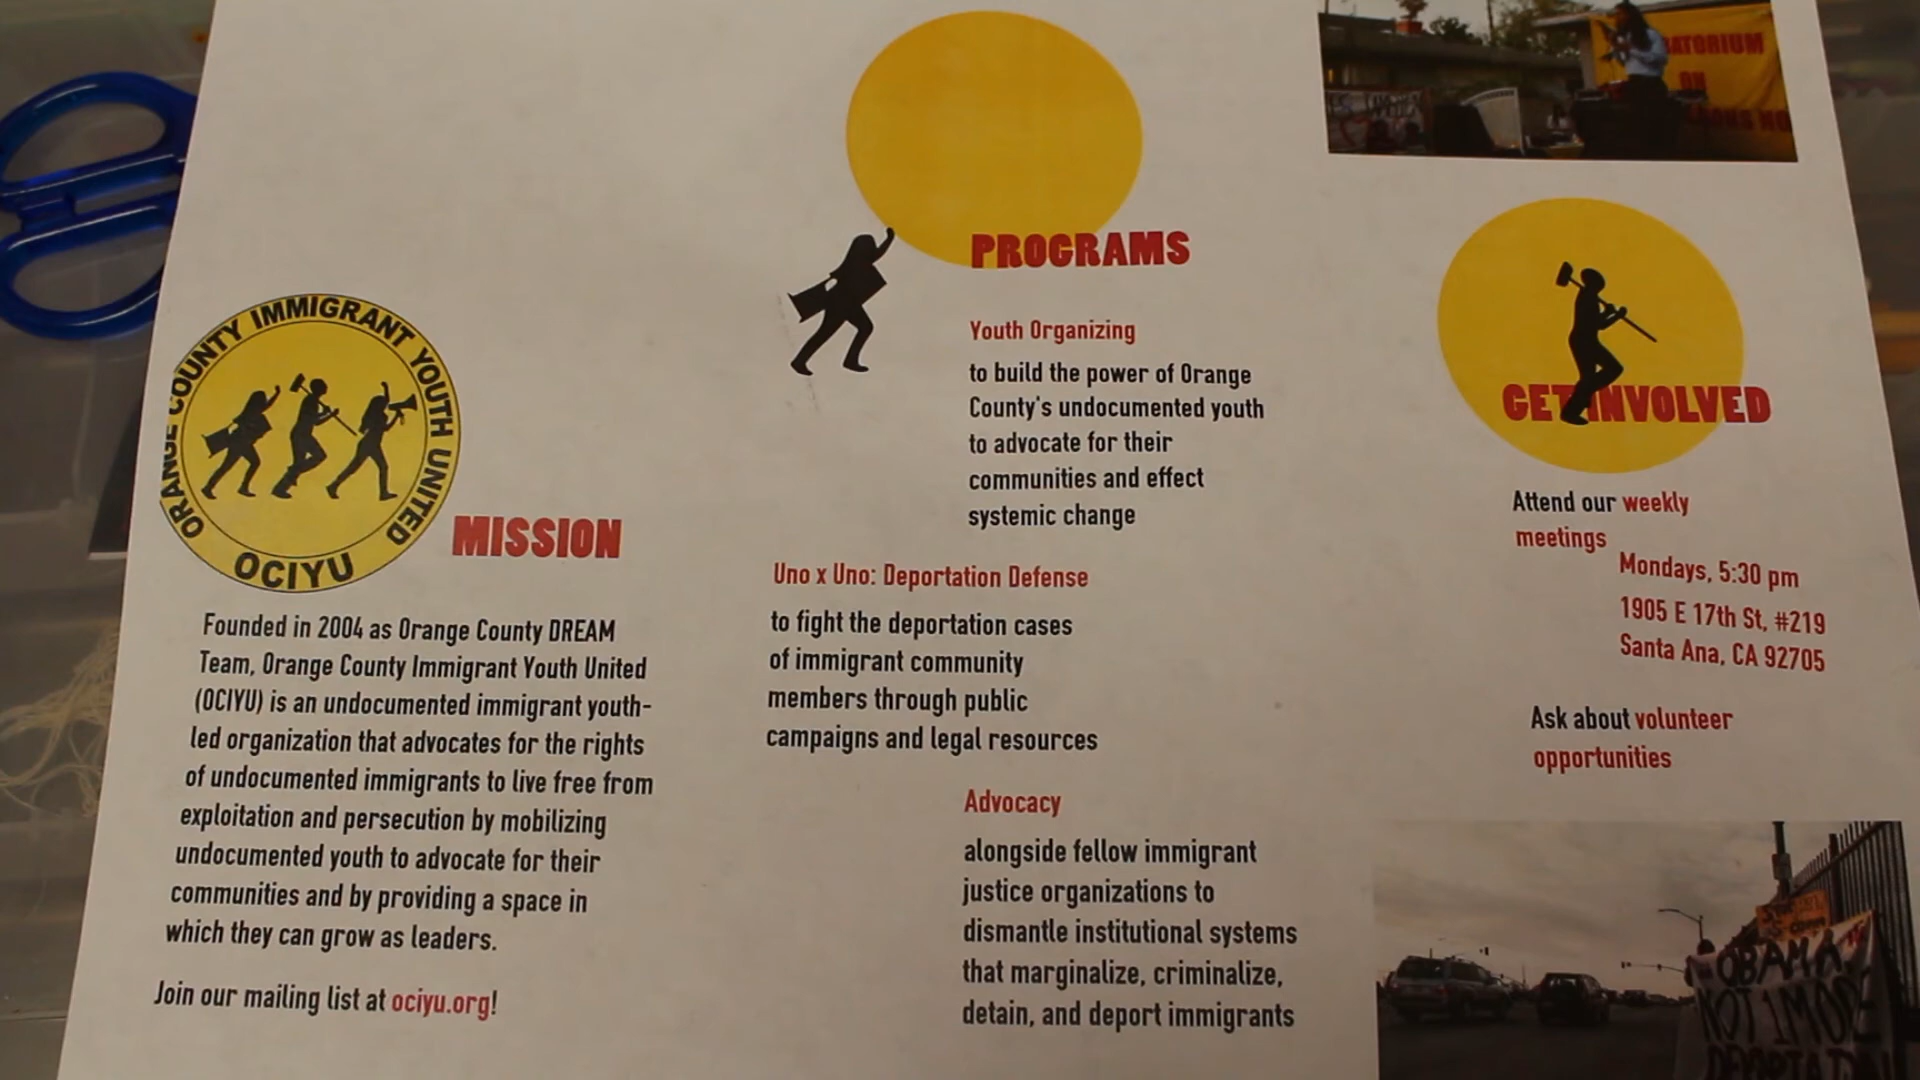 ORANGE COUNTY IMMIGRANT YOUTH UNITED
OCIYU
MISSION
Founded in 2004 as Orange County DREAM
Team, Orange County Immigrant Youth United
(OCIYU) is an undocumented immigrant youth-
led organization that advocates for the rights
of undocumented immigrants to live free from
exploitation and persecution by mobilizing
undocumented youth to advocate for their
communities and by providing a space in
which they can grow as leaders.
Join our mailing list at ociyu.org!
PROGRAMS
Youth Organizing
to build the power of Orange
County's undocumented youth
to advocate for their
communities and effect
systemic change
Uno x Uno: Deportation Defense
to fight the deportation cases
of immigrant community
members through public
campaigns and legal resources
Advocacy
alongside fellow immigrant
justice organizations to
dismantle institutional systems
that marginalize, criminalize,
detain, and deport immigrants
ATORIUM
ON
GET INVOLVED
Attend our weekly
meetings
Mondays, 5:30 pm
1905 E 17th St, #219
Santa Ana, CA 92705
Ask about volunteer
opportunities
OBAMA,
NOT 1 MORE